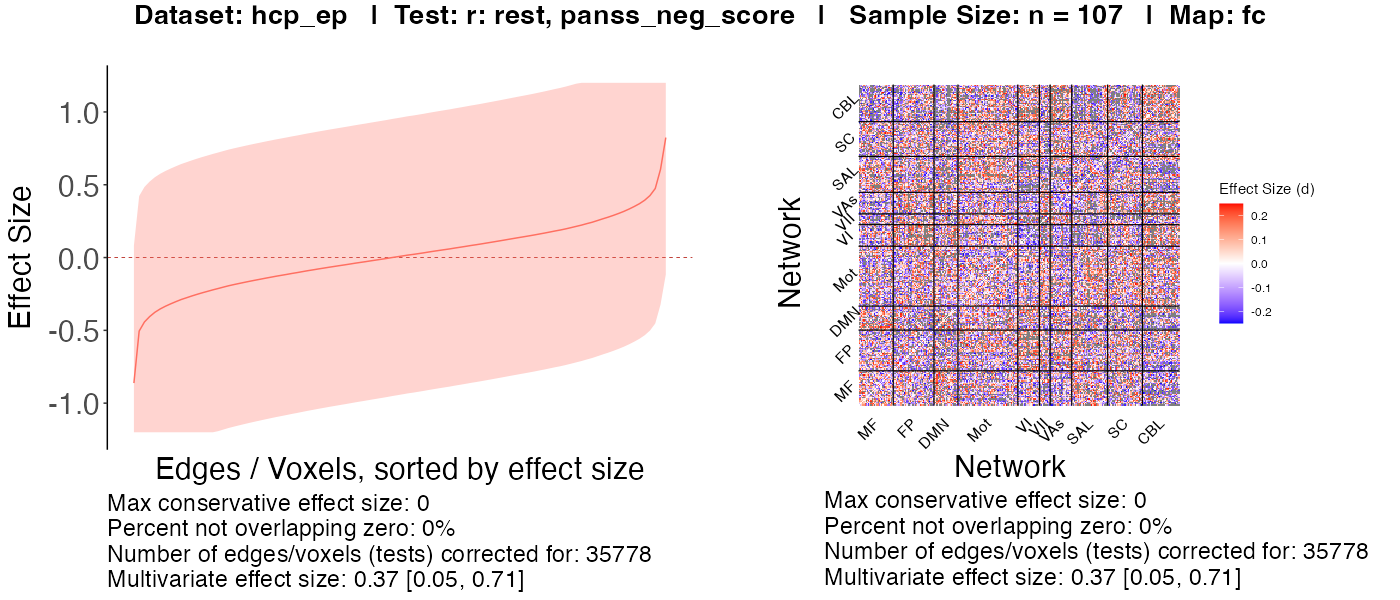 Dataset: hcp_ep | Test: r: rest, panss_neg_score | Sample Size: n = 107 | Map: fc
Effect Size
1.0
0.5
0.0
-0.5
-1.0
Edges / Voxels, sorted by effect size
Max conservative effect size: 0
Percent not overlapping zero: 0%
Number of edges/voxels (tests) corrected for: 35778
Multivariate effect size: 0.37 [0.05, 0.71]
Network
CBL
SC
SAL
VAs
VII
VI
Mot
DMN
FP
MF
MF
FP
DMN
Mot
VI
VII
VAs
SAL
SC
CBL
Network
Effect Size (d)
0.2
0.1
0.0
-0.1
-0.2
Max conservative effect size: 0
Percent not overlapping zero: 0%
Number of edges/voxels (tests) corrected for: 35778
Multivariate effect size: 0.37 [0.05, 0.71]